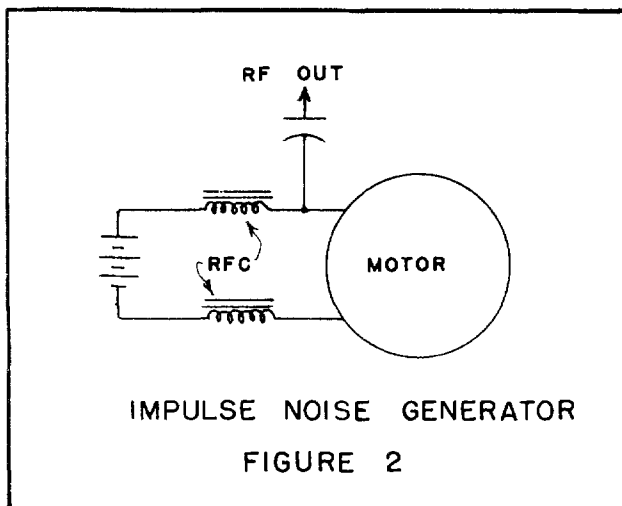 RF OUT
RFC
MOTOR
IMPULSE NOISE GENERATOR
FIGURE 2